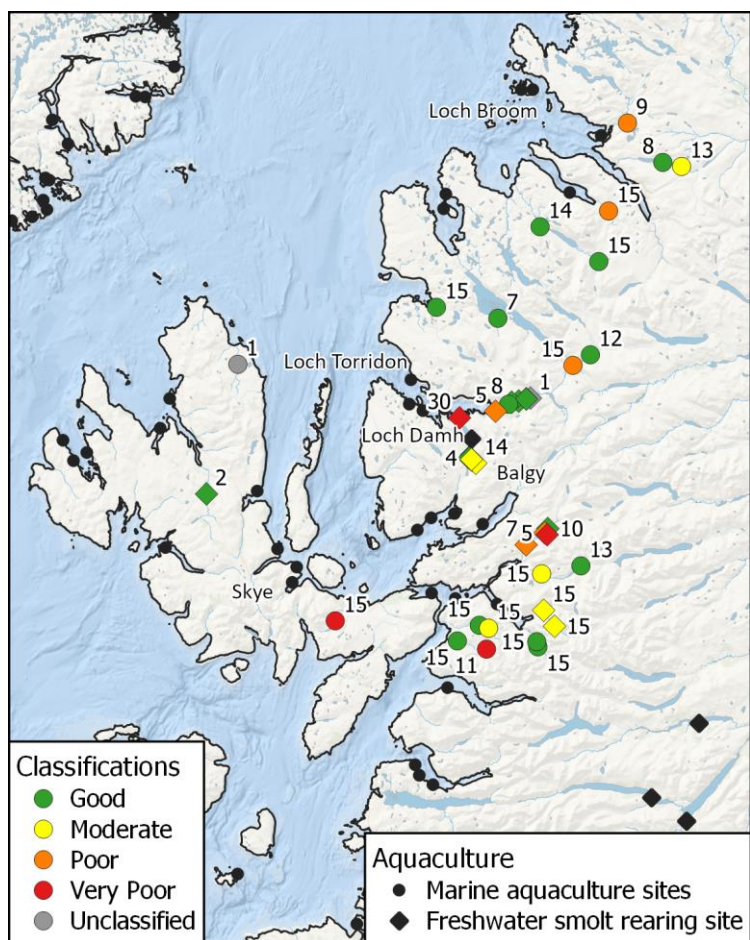 Loch Broom
9
8
13
15
14
15
15
7
12
15
Loch Torridon
1
1
8
5
30
Loch Damh
14
4
Balgy
2
7
5
10
13
15
15
Skye
15
15
15
15
15
11
15
15
Classifications
Good
Moderate
Poor
Very Poor
Unclassified
Aquaculture
Marine aquaculture sites
Freshwater smolt rearing site